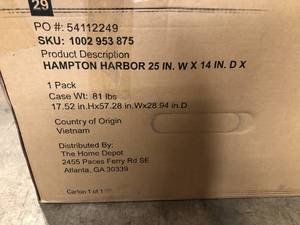 29
PO #: 54112249
SKU: 1002 953 875
Product Description
HAMPTON HARBOR 25 IN. W X 14 IN. D X
1 Pack
Case Wt: 81 lbs
17.52 in.Hx57.28 in.Wx28.94 in.D
Country of Origin
Vietnam
Distributed By:
The Home Depot
2455 Paces Ferry Rd SE
Atlanta, GA 30339
Carton 1 of 1